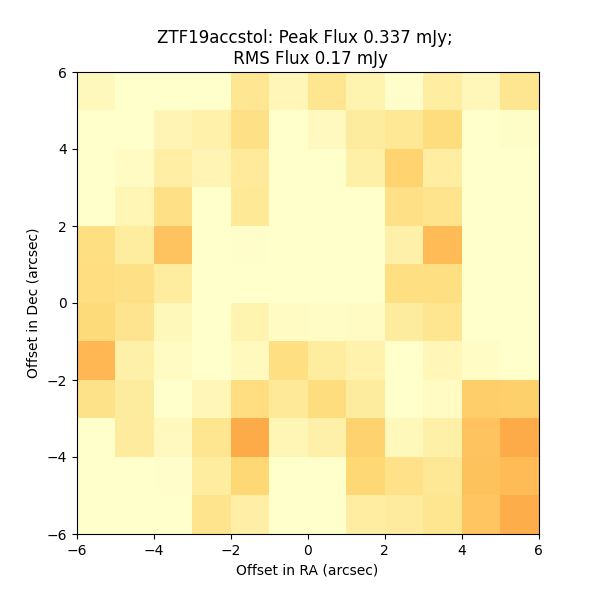 ZTF19accstol: Peak Flux 0.337 mJy;
RMS Flux 0.17 mJy
6
4
2
0
−2
−4
−6
Offset in Dec (arcsec)
−6 −4 −2 0 2 4 6
Offset in RA (arcsec)